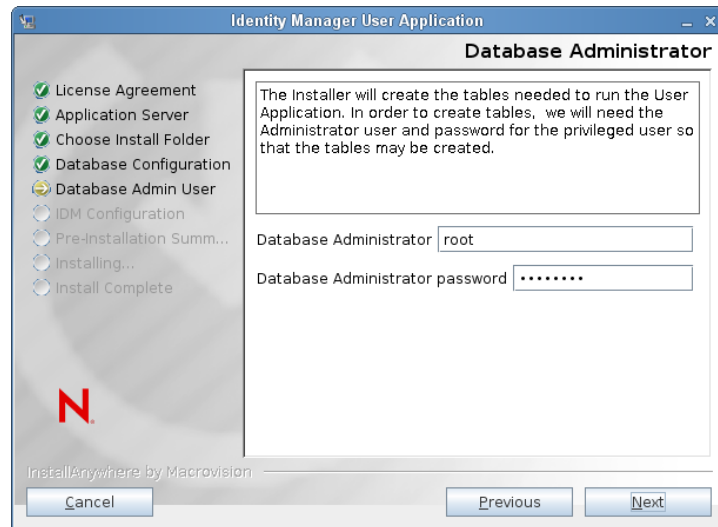 Identity Manager User Application
Database Administrator
License Agreement
Application Server
Choose Install Folder
Database Configuration
Database Admin User
IDM Configuration
Pre-Installation Summ...
Installing...
Install Complete
The Installer will create the tables needed to run the User
Application. In order to create tables, we will need the
Administrator user and password for the privileged user so
that the tables may be created.
Database Administrator root
Database Administrator password ••••••••
N
InstallAnywhere by Macrovision
Cancel
Previous
Next